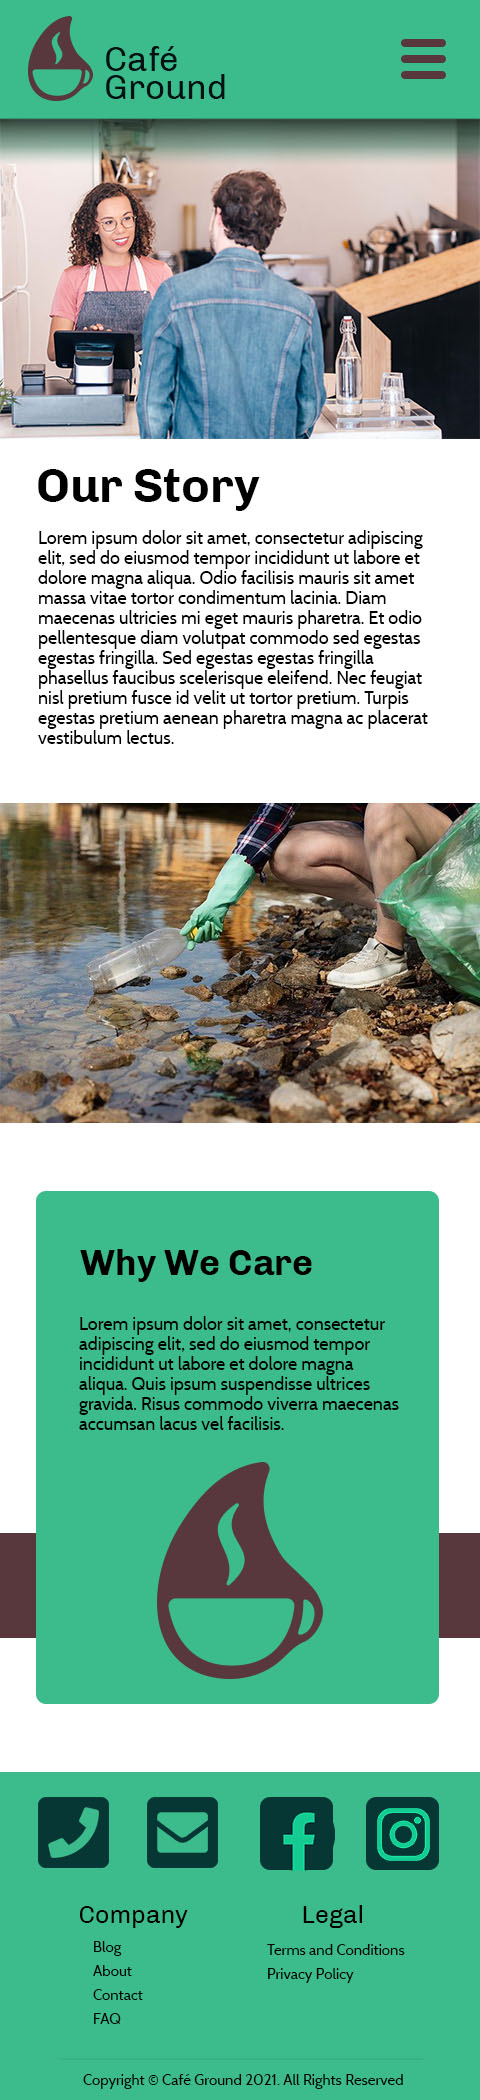 Café
Ground
Our Story
Lorem ipsum dolor sit amet, consectetur adipiscing
elit, sed do eiusmod tempor incididunt ut labore et
dolore magna aliqua. Odio facilisis mauris sit amet
massa vitae tortor condimentum lacinia. Diam
maecenas ultricies mi eget mauris pharetra. Et odio
pellentesque diam volutpat commodo sed egestas
egestas fringilla. Sed egestas egestas fringilla
phasellus faucibus scelerisque eleifend. Nec feugiat
nisl pretium fusce id velit ut tortor pretium. Turpis
egestas pretium aenean pharetra magna ac placerat
vestibulum lectus.
Why We Care
Lorem ipsum dolor sit amet, consectetur
adipiscing elit, sed do eiusmod tempor
incididunt ut labore et dolore magna
aliqua. Quis ipsum suspendisse ultrices
gravida. Risus commodo viverra maecenas
accumsan lacus vel facilisis.
Company
Blog
About
Contact
FAQ
Legal
Terms and Conditions
Privacy Policy
Copyright © Café Ground 2021. All Rights Reserved